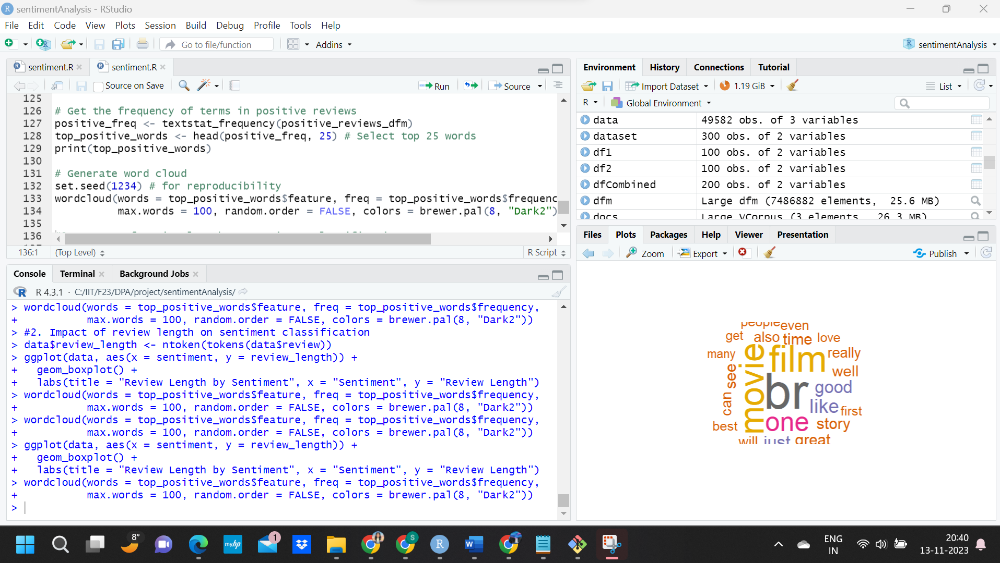 sentimentAnalysis - RStudio
File Edit Code View Plots Session Build Debug Profile Tools Help
Go to file/function Addins sentimentAnalysis
sentiment.R sentiment.R
Source on Save Run Source
125
126 # Get the frequency of terms in positive reviews
127 positive_freq <- textstat_frequency(positive_reviews_dfm)
128 top_positive_words <- head(positive_freq, 25) # Select top 25 words
129 print(top_positive_words)
130
131 # Generate word cloud
132 set.seed(1234) # for reproducibility
133 wordcloud(words = top_positive_words$feature, freq = top_positive_words$frequenc
134 max.words = 100, random.order = FALSE, colors = brewer.pal(8, "Dark2")
135
136
136:1 (Top Level) R Script
Console Terminal Background Jobs
R 4.3.1 · C:/IIT/F23/DPA/project/sentimentAnalysis/
> wordcloud(words = top_positive_words$feature, freq = top_positive_words$frequency,
+ max.words = 100, random.order = FALSE, colors = brewer.pal(8, "Dark2"))
> #2. Impact of review length on sentiment classification
> data$review_length <- ntoken(tokens(data$review))
> ggplot(data, aes(x = sentiment, y = review_length)) +
+ geom_boxplot() +
+ labs(title = "Review Length by Sentiment", x = "Sentiment", y = "Review Length")
> wordcloud(words = top_positive_words$feature, freq = top_positive_words$frequency,
+ max.words = 100, random.order = FALSE, colors = brewer.pal(8, "Dark2"))
> wordcloud(words = top_positive_words$feature, freq = top_positive_words$frequency,
+ max.words = 100, random.order = FALSE, colors = brewer.pal(8, "Dark2"))
> ggplot(data, aes(x = sentiment, y = review_length)) +
+ geom_boxplot() +
+ labs(title = "Review Length by Sentiment", x = "Sentiment", y = "Review Length")
> wordcloud(words = top_positive_words$feature, freq = top_positive_words$frequency,
+ max.words = 100, random.order = FALSE, colors = brewer.pal(8, "Dark2"))
>
Environment History Connections Tutorial
Import Dataset 1.19 GiB List
R Global Environment
data 49582 obs. of 3 variables
dataset 300 obs. of 2 variables
df1 100 obs. of 2 variables
df2 100 obs. of 2 variables
dfCombined 200 obs. of 2 variables
dfm Large dfm (7486882 elements, 25.6 MB)
docs Large VCorpus (3 elements, 26.3 MB)
Files Plots Packages Help Viewer Presentation
Zoom Export Publish
people even
get also time love
many movie film really
see well
br good
can like first
best one story
will just great
8° myhp 1 S R W
ENG
IN
20:40
13-11-2023